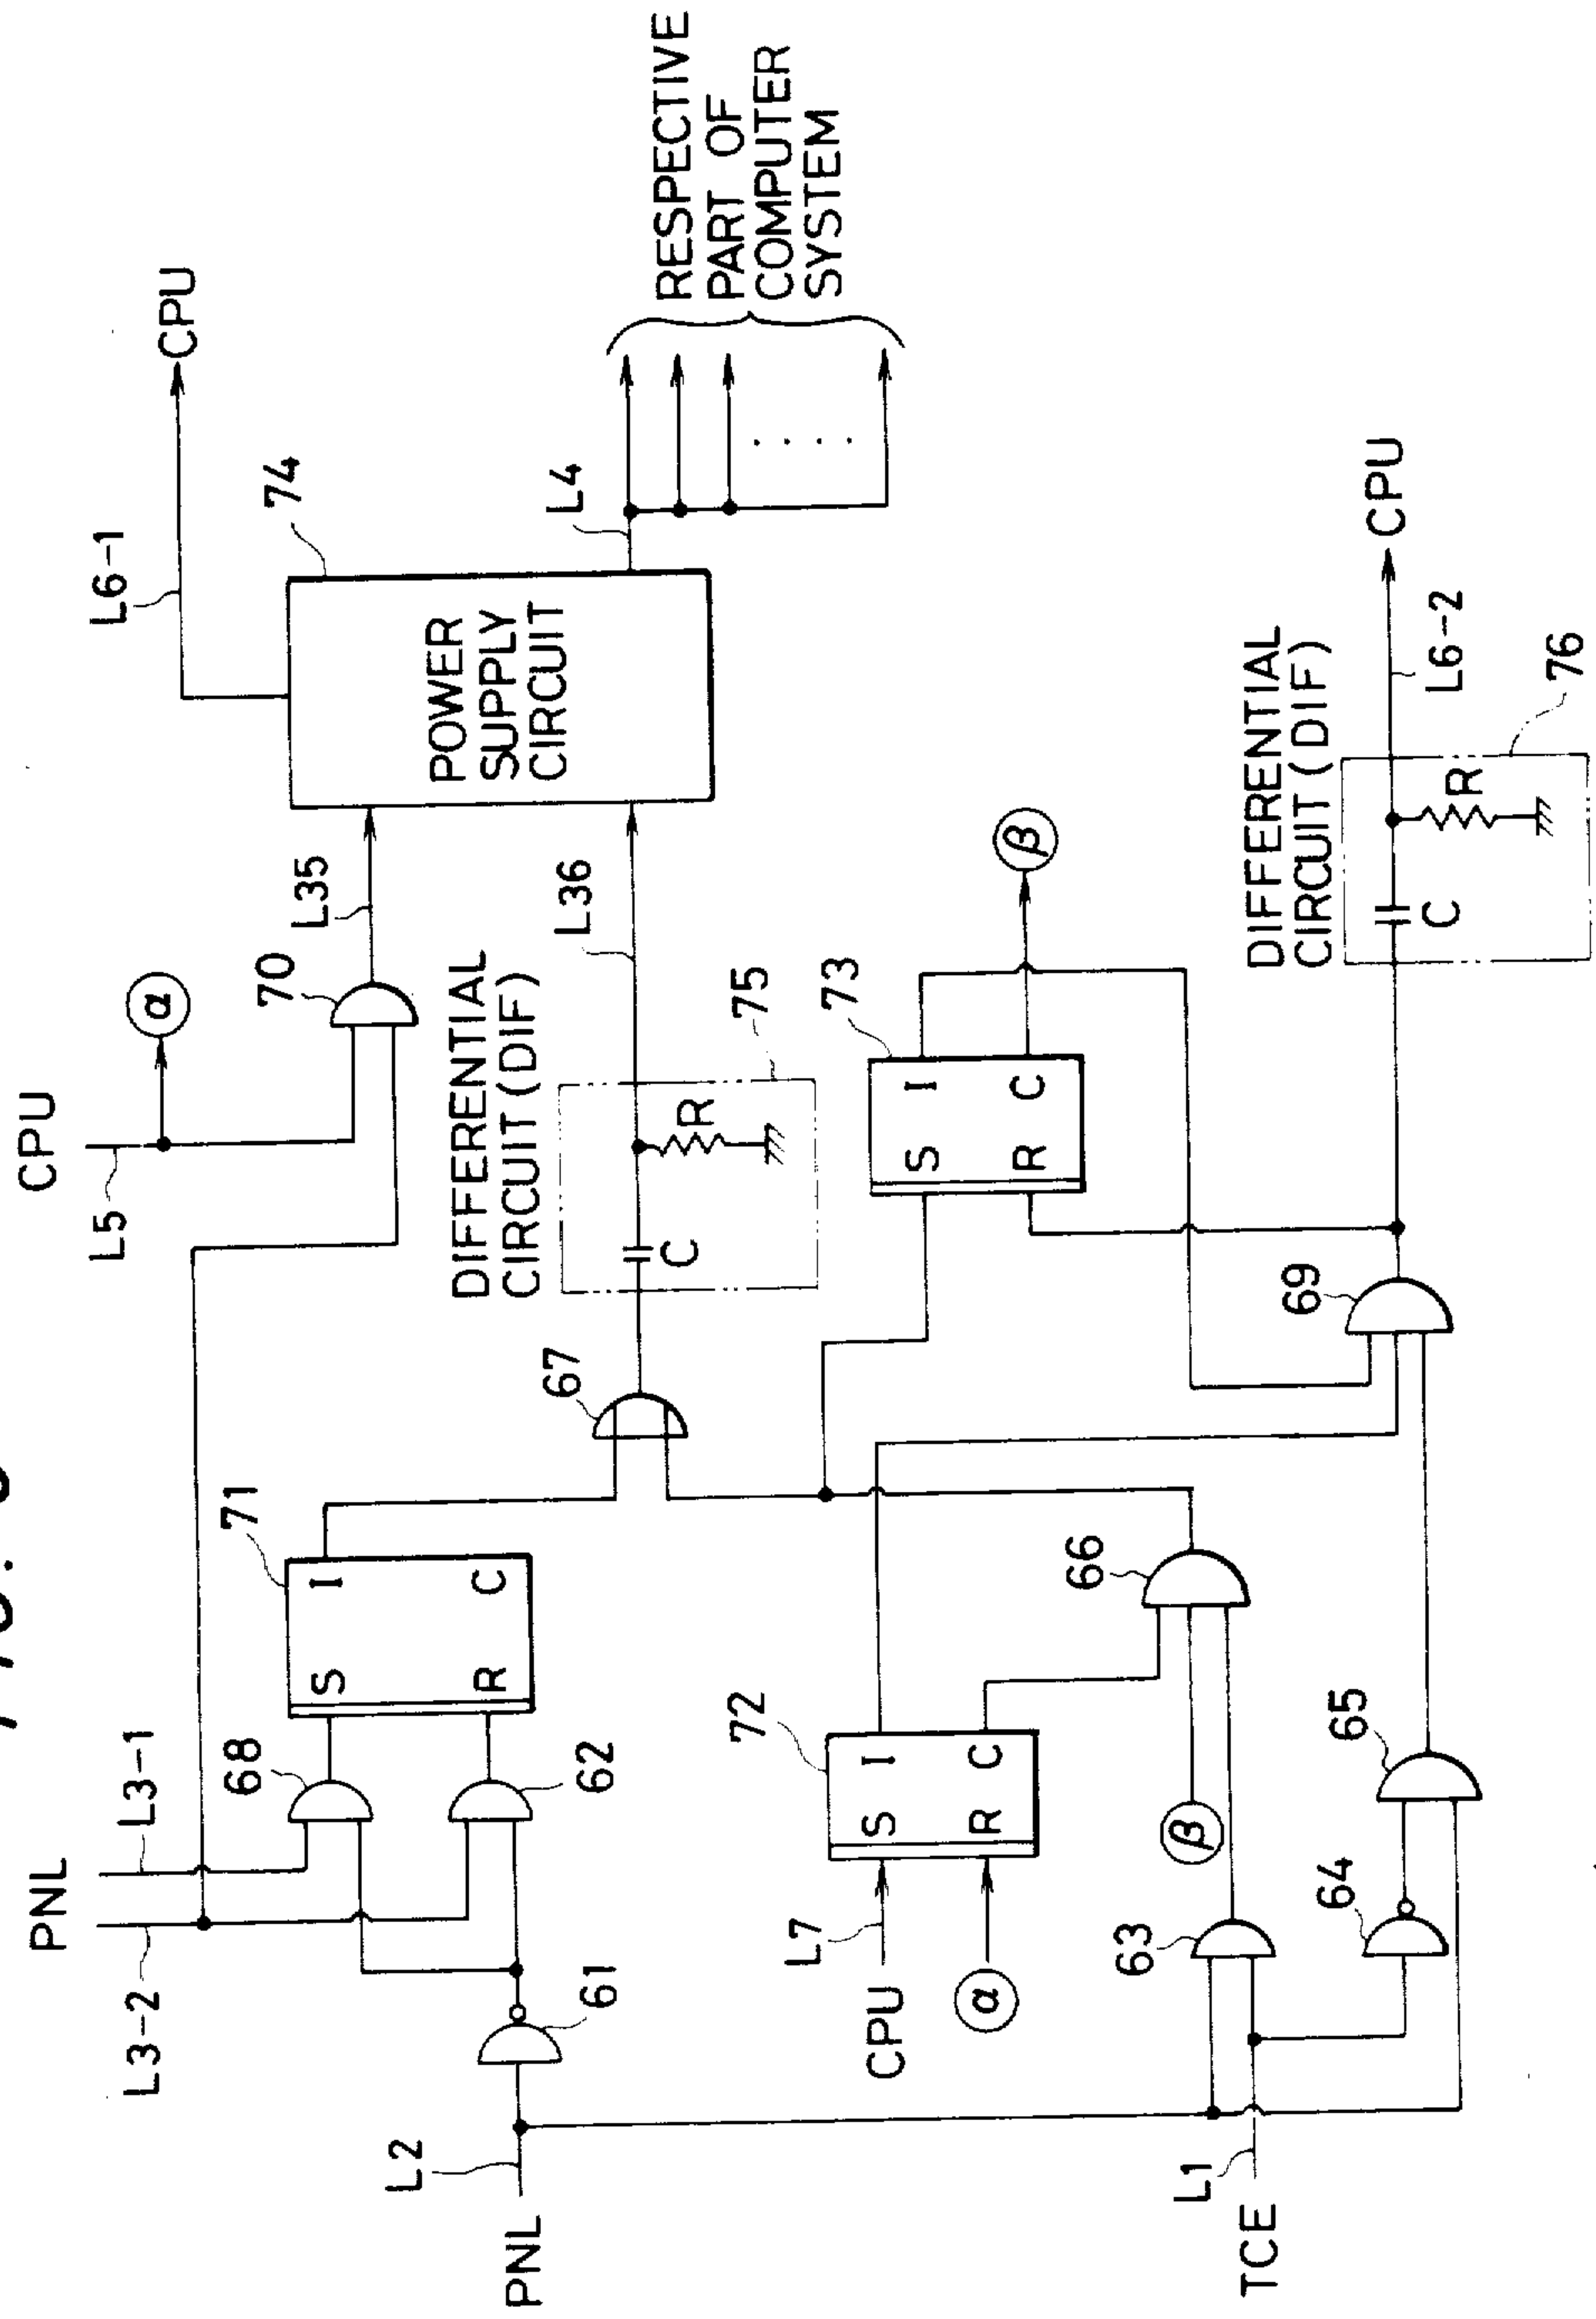 PNL
L3-1
L3-2
CPU
L5
α
L6-1
CPU
68
71
S
I
R
C
62
61
L2
PNL
70
L35
74
POWER
SUPPLY
CIRCUIT
L4
RESPECTIVE
PART OF
COMPUTER
SYSTEM
67
DIFFERENTIAL
CIRCUIT (DIF)
C
R
75
L36
72
S
I
R
C
L7
CPU
α
73
S
I
R
C
β
66
β
63
64
65
L1
TCE
69
DIFFERENTIAL
CIRCUIT (DIF)
C
R
76
L6-2
CPU